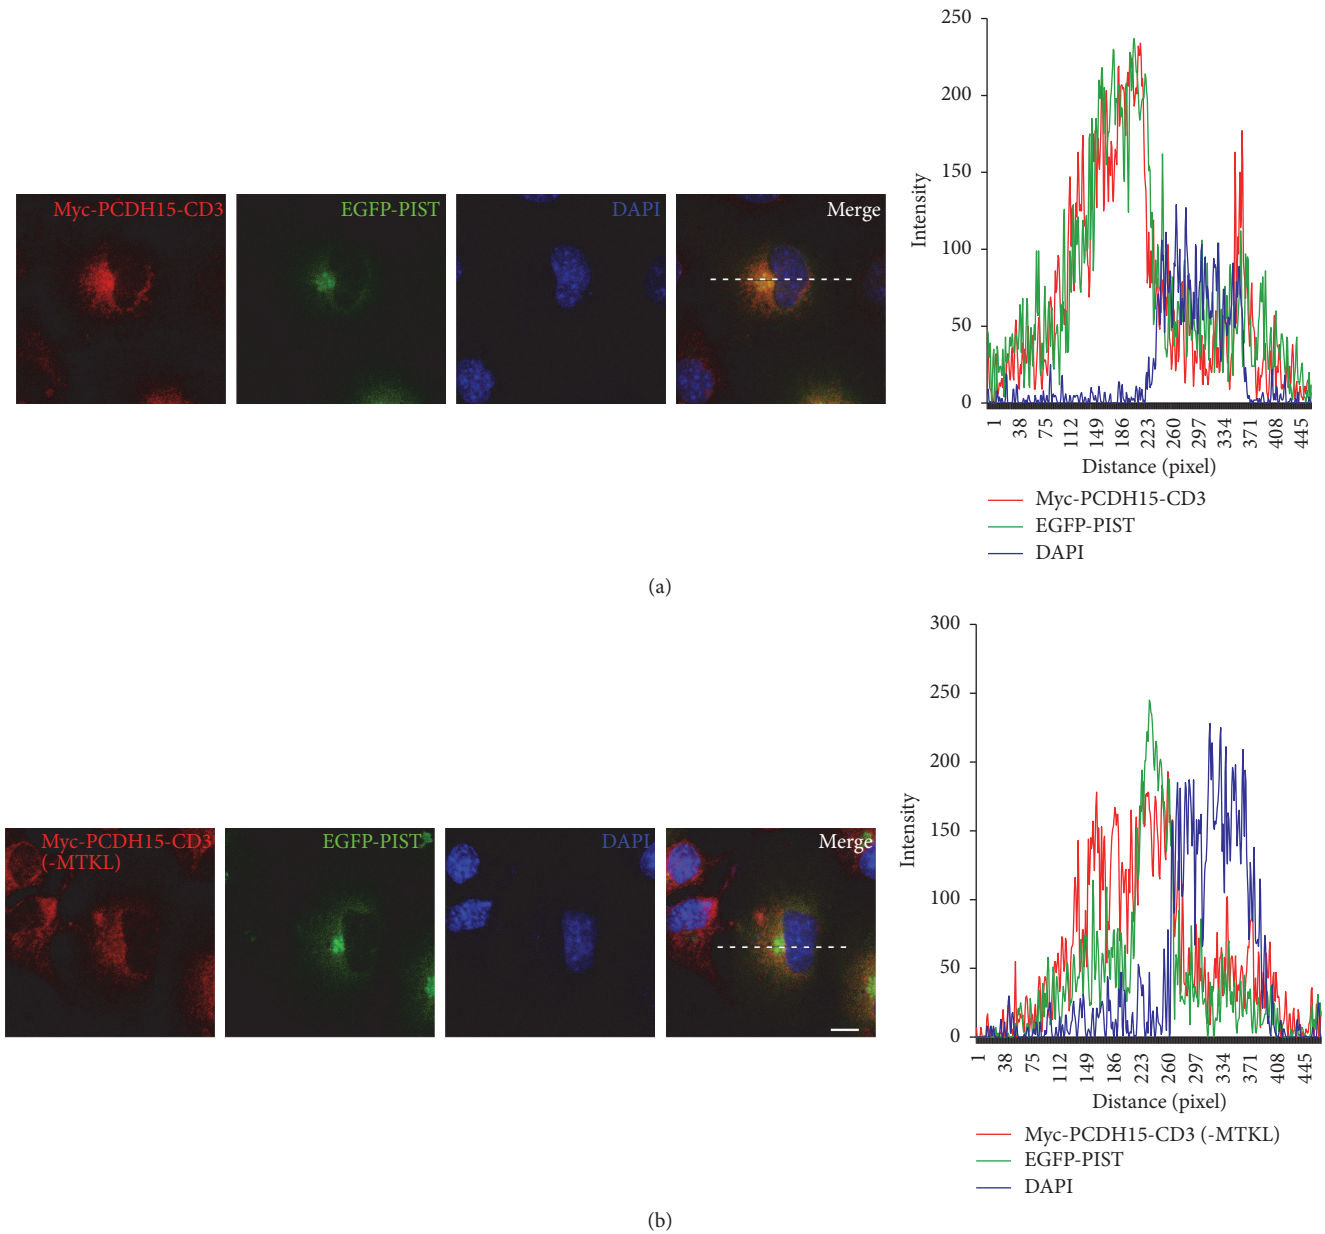 Myc-PCDH15-CD3
EGFP-PIST
DAPI
Merge
Intensity
250
200
150
100
50
0
1 38 75 112 149 186 223 260 297 334 371 408 445
Distance (pixel)
Myc-PCDH15-CD3
EGFP-PIST
DAPI
(a)
Myc-PCDH15-CD3
(-MTKL)
EGFP-PIST
DAPI
Merge
Intensity
300
250
200
150
100
50
0
1 38 75 112 149 186 223 260 297 334 371 408 445
Distance (pixel)
Myc-PCDH15-CD3 (-MTKL)
EGFP-PIST
DAPI
(b)